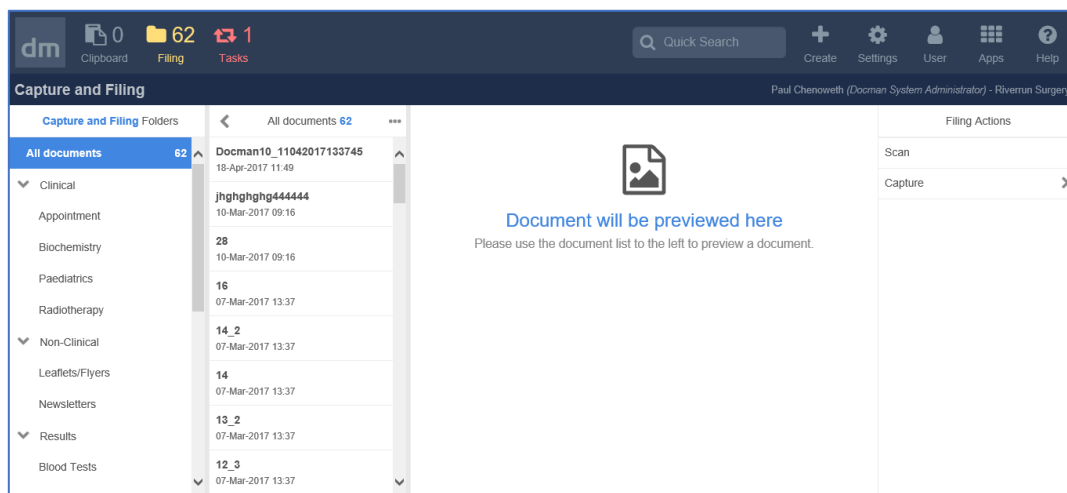 dm
0
Clipboard
62
Filing
1
Tasks
Quick Search
Create
Settings
User
Apps
Help
Capture and Filing
Paul Chenoweth (Docman System Administrator) - Riverrun Surgery
Capture and Filing Folders
All documents 62
Clinical
Appointment
Biochemistry
Paediatrics
Radiotherapy
Non-Clinical
Leaflets/Flyers
Newsletters
Results
Blood Tests
All documents 62
Docman10_11042017133745
18-Apr-2017 11:49
jhghghghg444444
10-Mar-2017 09:16
28
10-Mar-2017 09:16
16
07-Mar-2017 13:37
14_2
07-Mar-2017 13:37
14
07-Mar-2017 13:37
13_2
07-Mar-2017 13:37
12_3
07-Mar-2017 13:37
Document will be previewed here
Please use the document list to the left to preview a document.
Filing Actions
Scan
Capture